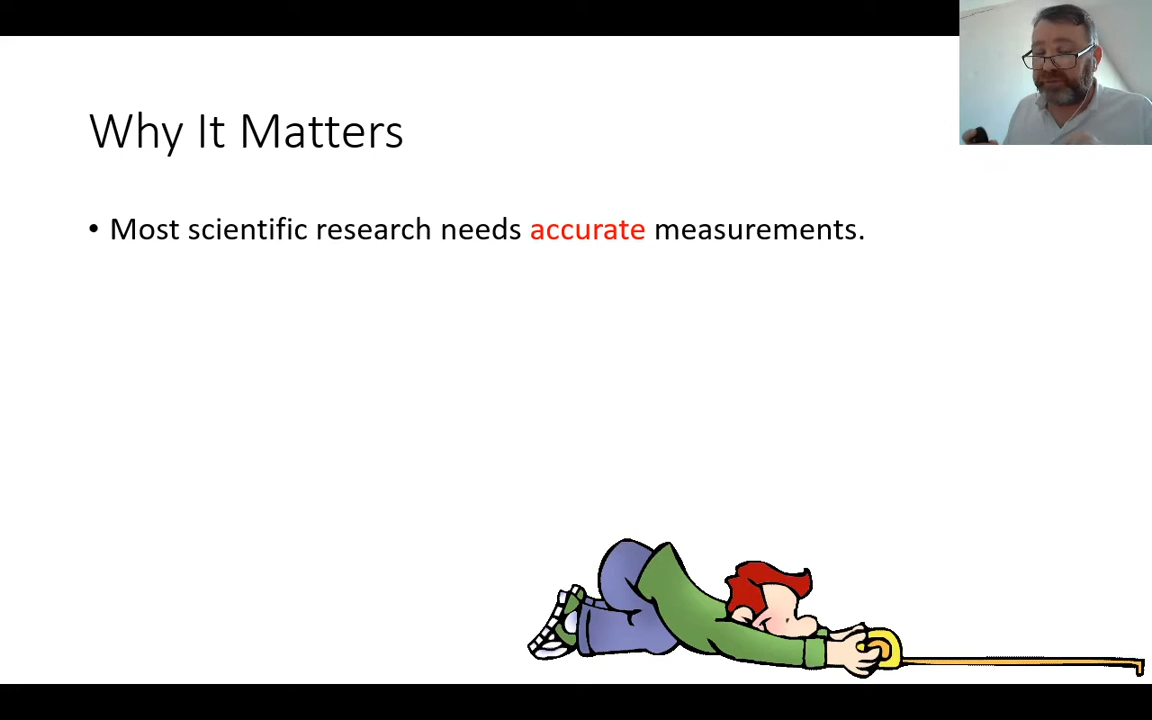 Why It Matters
• Most scientific research needs accurate measurements.